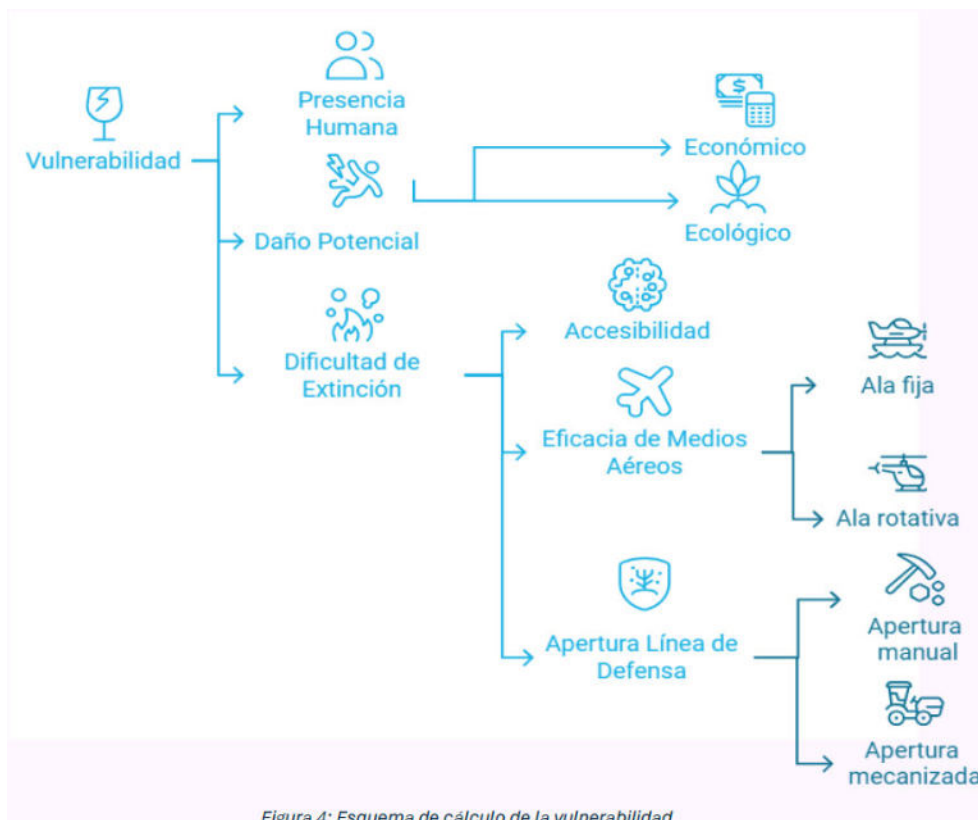 Presencia
Humana
Vulnerabilidad
Daño Potencial
Económico
Ecológico
Dificultad de
Extinción
Accesibilidad
Eficacia de Medios
Aéreos
Ala fija
Ala rotativa
Apertura Línea de
Defensa
Apertura
manual
Apertura
mecanizada
Figura 4: Esquema de cálculo de la vulnerabilidad